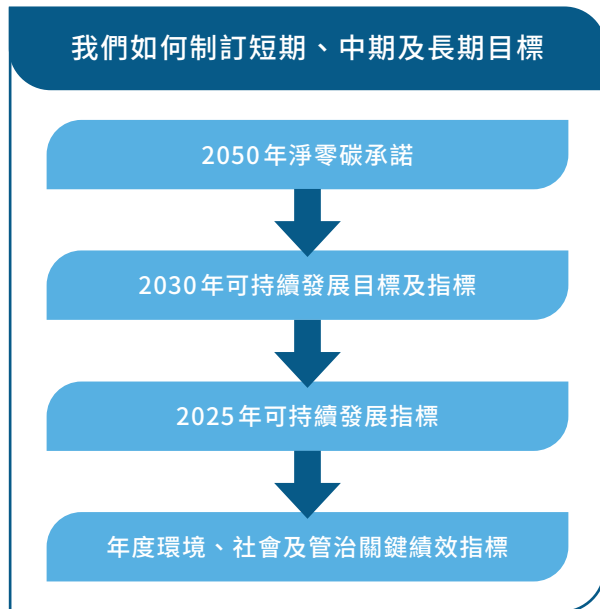 我們如何制訂短期、中期及長期目標
2050年淨零碳承諾
2030年可持續發展目標及指標
2025年可持續發展指標
年度環境、社會及管治關鍵績效指標